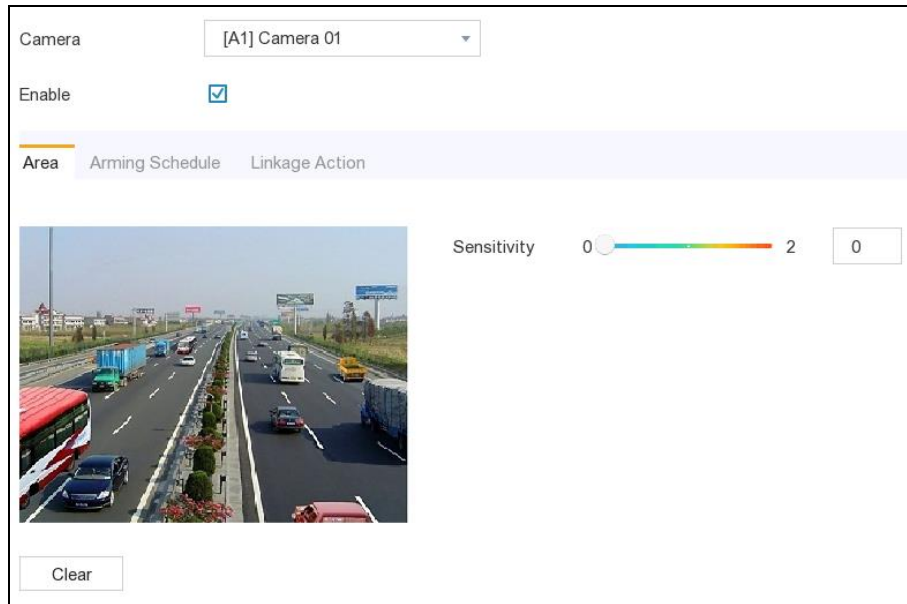 Camera [A1] Camera 01
Enable
Area Arming Schedule Linkage Action
Sensitivity 0 2 0
Clear